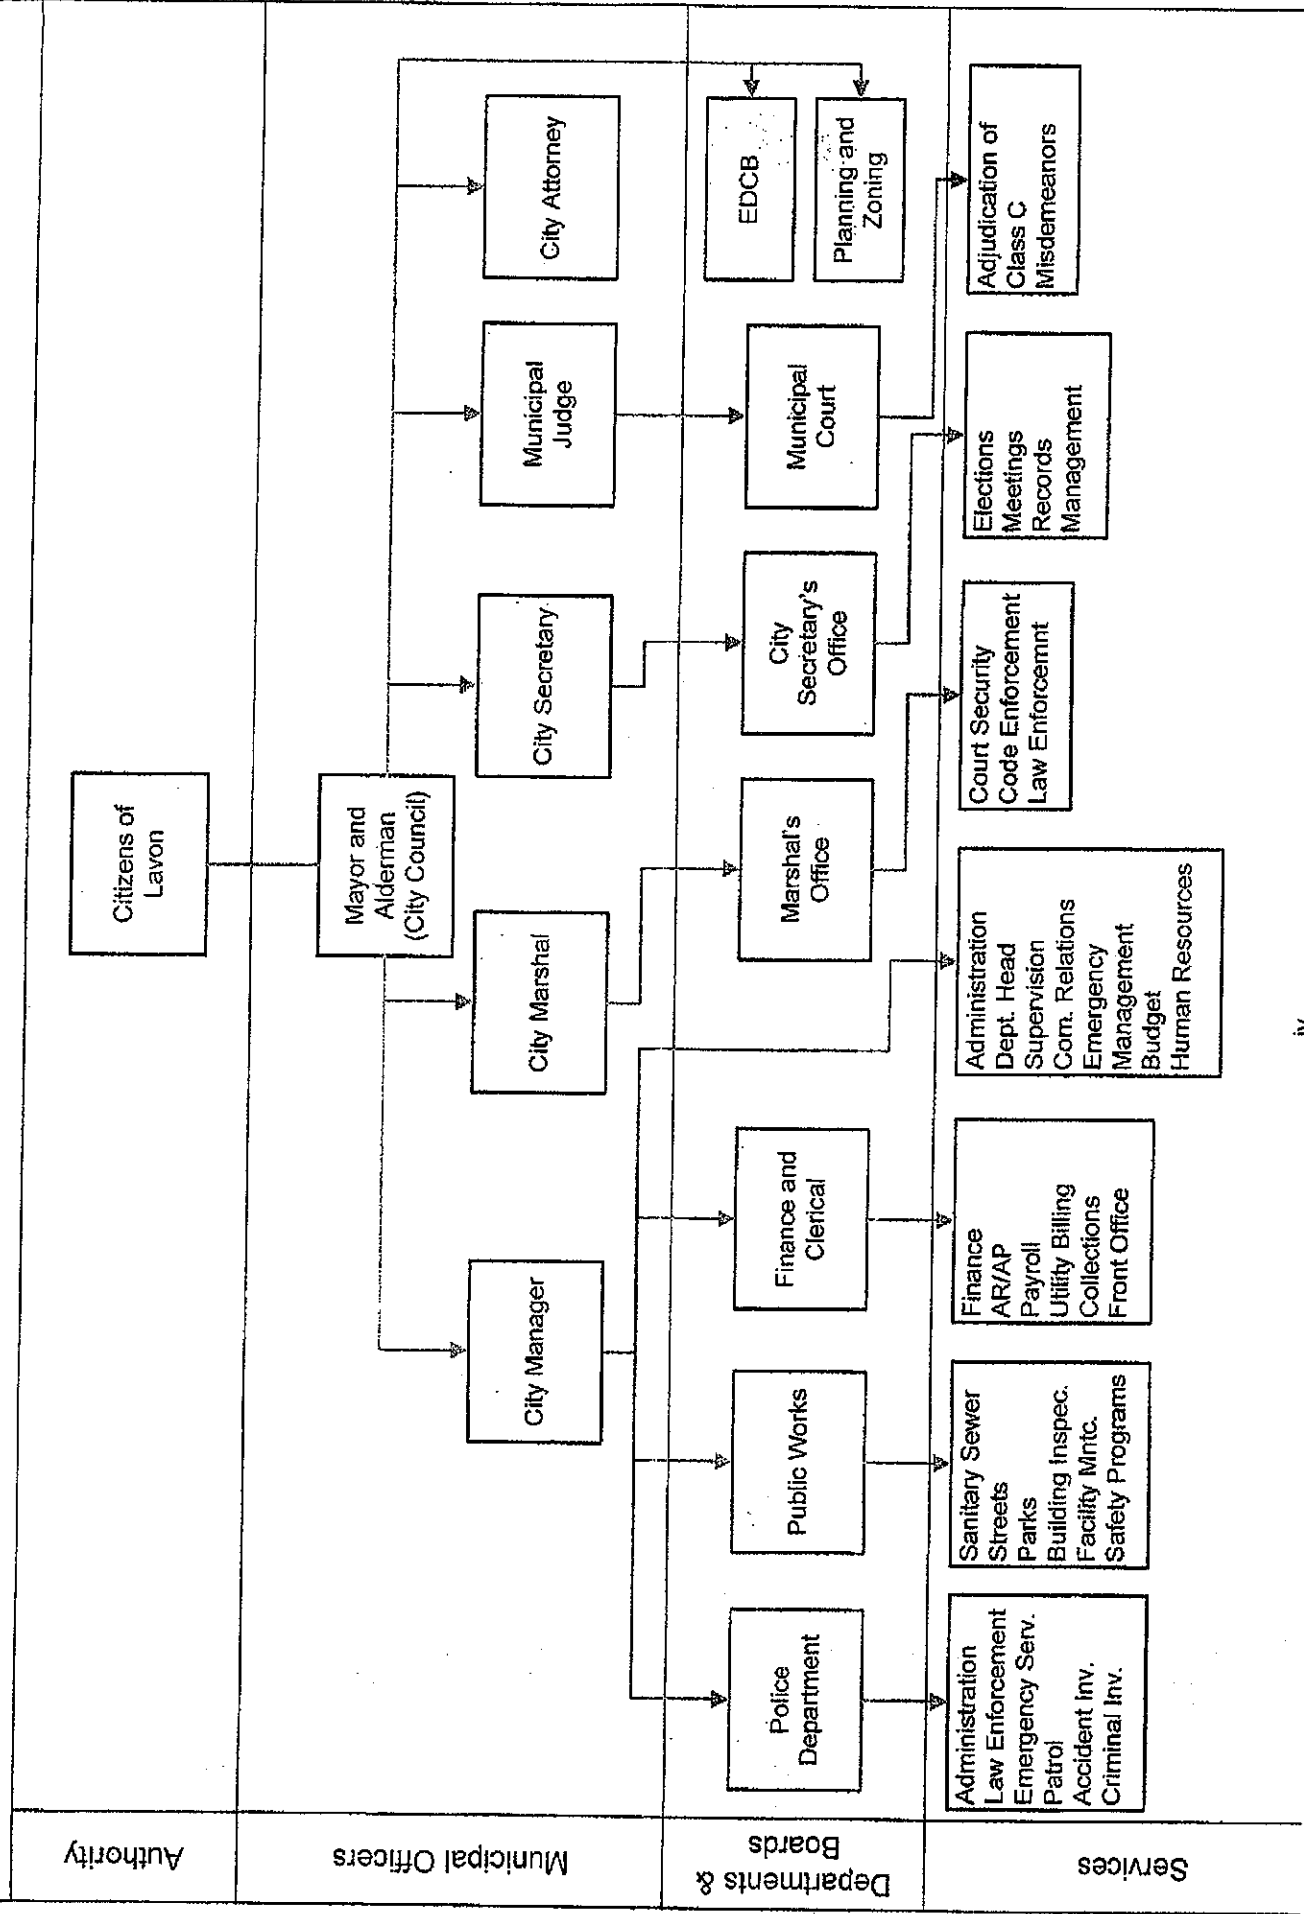 Authority
Citizens of
Lavon
Municipal Officers
Mayor and
Alderman
(City Council)
City Manager
City Marshal
City Secretary
Municipal
Judge
City Attorney
Departments &
Boards
Police
Department
Public Works
Finance and
Clerical
Marshal's
Office
City
Secretary's
Office
Municipal
Court
EDCB
Planning and
Zoning
Services
Administration
Law Enforcement
Emergency Serv.
Patrol
Accident Inv.
Criminal Inv.
Sanitary Sewer
Streets
Parks
Building Inspec.
Facility Mntc.
Safety Programs
Finance
AR/AP
Payroll
Utility Billing
Collections
Front Office
Administration
Dept. Head
Supervision
Com. Relations
Emergency
Management
Budget
Human Resources
Court Security
Code Enforcement
Law Enforcemnt
Elections
Meetings
Records
Management
Adjudication of
Class C
Misdemeanors
iv